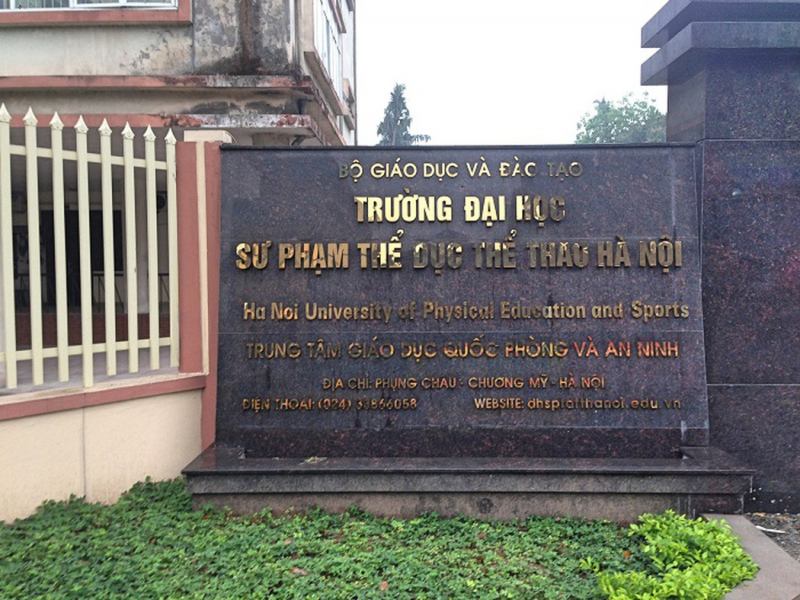 BỘ GIÁO DỤC VÀ ĐÀO TẠO
TRƯỜNG ĐẠI HỌC
SƯ PHẠM THỂ DỤC THỂ THAO HÀ NỘI
Ha Noi University of Physical Education and Sports
TRUNG TÂM GIÁO DỤC QUỐC PHÒNG VÀ AN NINH
ĐỊA CHỈ: PHỤNG CHÂU - CHƯƠNG MỸ - HÀ NỘI
ĐIỆN THOẠI: (024) 33866058 WEBSITE: dhsptdtthanoi.edu.vn